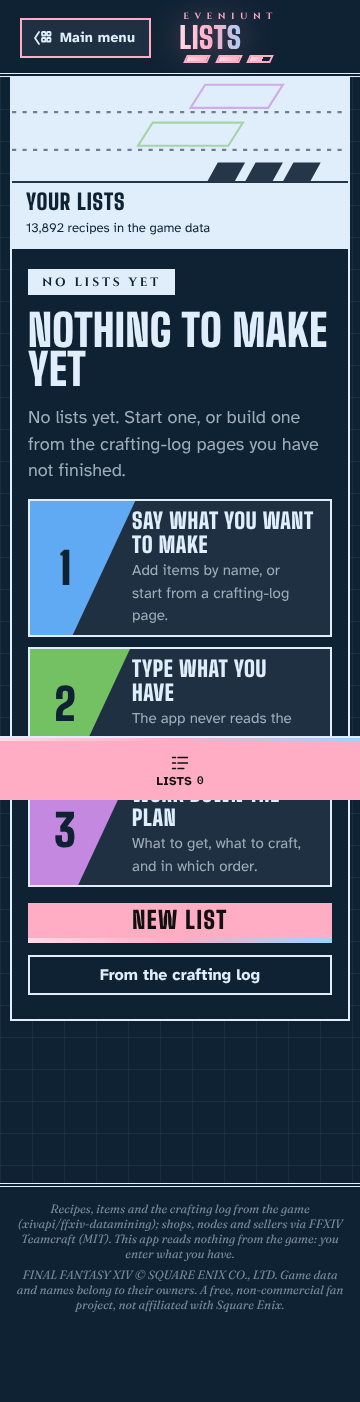 Main menu
EVENIUNT
LISTS
YOUR LISTS
13,892 recipes in the game data
NO LISTS YET
NOTHING TO MAKE
YET
No lists yet. Start one, or build one
from the crafting-log pages you have
not finished.
1
SAY WHAT YOU WANT
TO MAKE
Add items by name, or
start from a crafting-log
page.
2
TYPE WHAT YOU
HAVE
The app never reads the
LISTS 0
3
PLAN
What to get, what to craft,
and in which order.
NEW LIST
From the crafting log
Recipes, items and the crafting log from the game
(xivapi/ffxiv-datamining); shops, nodes and sellers via FFXIV
Teamcraft (MIT). This app reads nothing from the game: you
enter what you have.
FINAL FANTASY XIV © SQUARE ENIX CO., LTD. Game data
and names belong to their owners. A free, non-commercial fan
project, not affiliated with Square Enix.